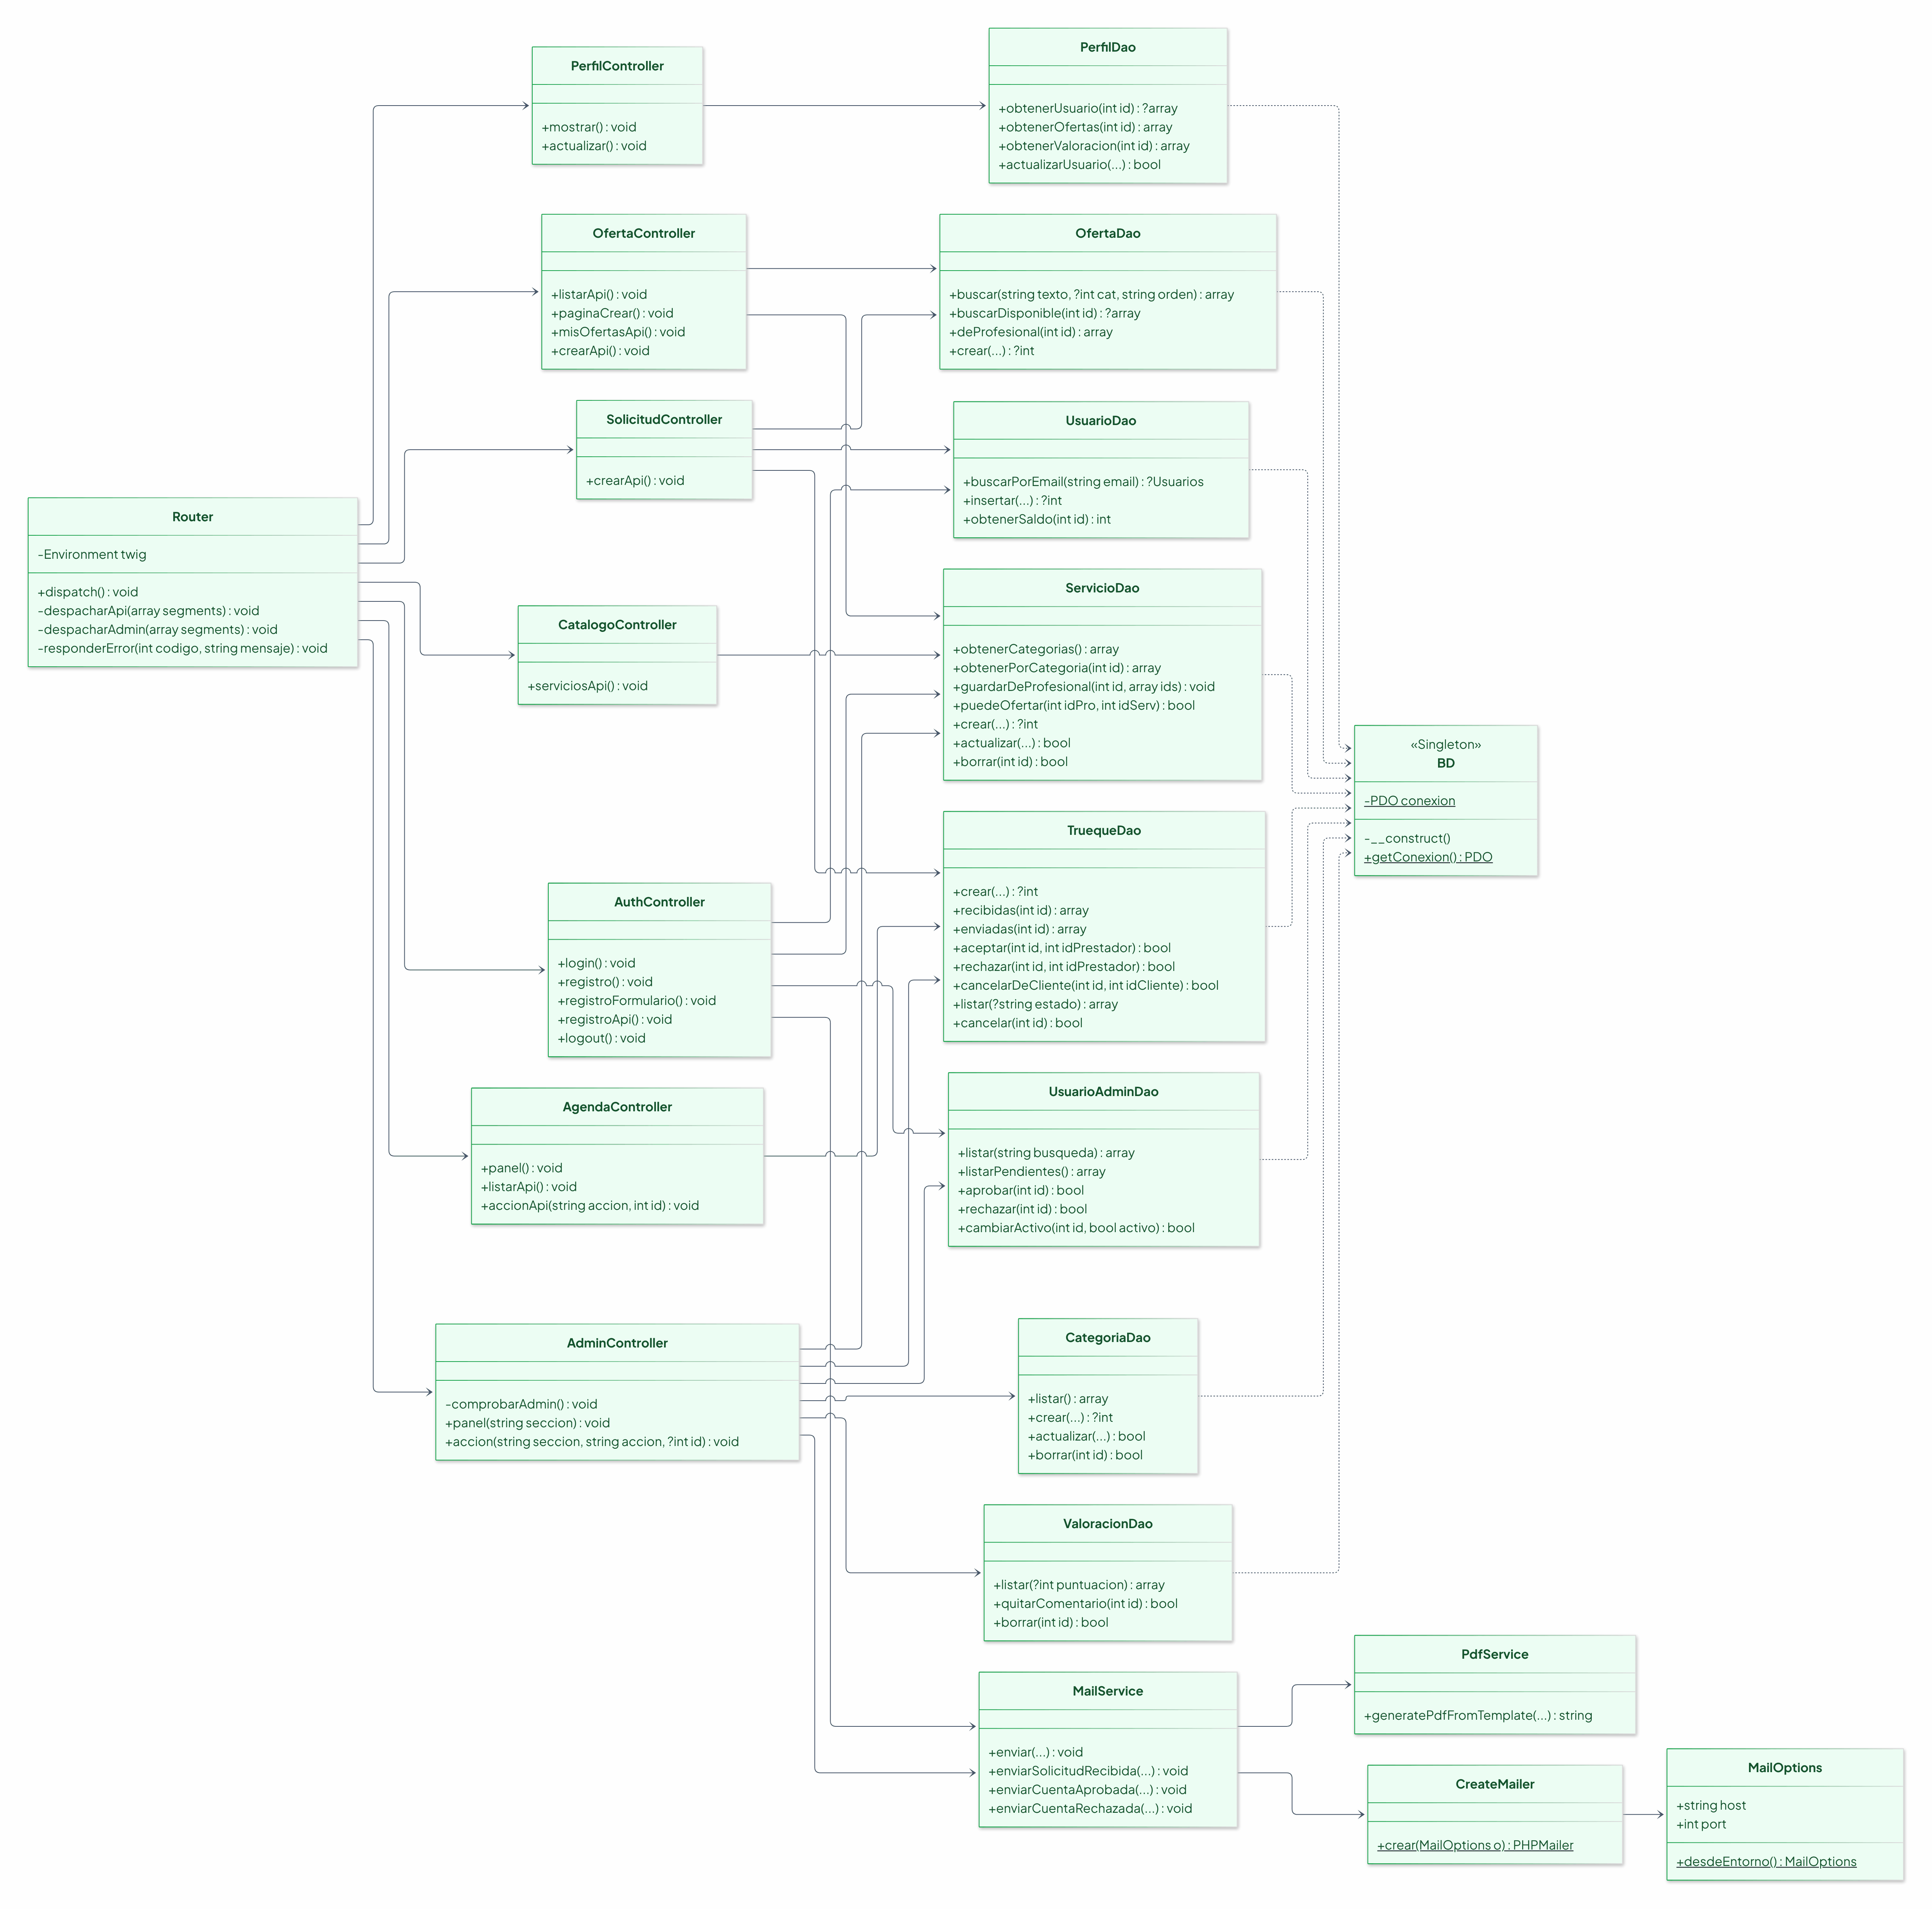 PerfilController
+mostrar() : void
+actualizar() : void
PerfilDao
+obtenerUsuario(int id) : ?array
+obtenerOfertas(int id) : array
+obtenerValoracion(int id) : array
+actualizarUsuario(...) : bool
OfertaController
+listarApi() : void
+paginaCrear() : void
+misOfertasApi() : void
+crearApi() : void
OfertaDao
+buscar(string texto, ?int cat, string orden) : array
+buscarDisponible(int id) : ?array
+deProfesional(int id) : array
+crear(...) : ?int
SolicitudController
+crearApi() : void
UsuarioDao
+buscarPorEmail(string email) : ?Usuarios
+insertar(...) : ?int
+obtenerSaldo(int id) : int
Router
-Environment twig
+dispatch() : void
-despacharApi(array segments) : void
-despacharAdmin(array segments) : void
-responderError(int codigo, string mensaje) : void
CatalogoController
+serviciosApi() : void
ServicioDao
+obtenerCategorias() : array
+obtenerPorCategoria(int id) : array
+guardarDeProfesional(int id, array ids) : void
+puedeOfertar(int idPro, int idServ) : bool
+crear(...) : ?int
+actualizar(...) : bool
+borrar(int id) : bool
«Singleton»
BD
-PDO conexion
-__construct()
+getConexion() : PDO
TruequeDao
+crear(...) : ?int
+recibidas(int id) : array
+enviadas(int id) : array
+aceptar(int id, int idPrestador) : bool
+rechazar(int id, int idPrestador) : bool
+cancelarDeCliente(int id, int idCliente) : bool
+listar(?string estado) : array
+cancelar(int id) : bool
AuthController
+login() : void
+registro() : void
+registroFormulario() : void
+registroApi() : void
+logout() : void
AgendaController
+panel() : void
+listarApi() : void
+accionApi(string accion, int id) : void
UsuarioAdminDao
+listar(string busqueda) : array
+listarPendientes() : array
+aprobar(int id) : bool
+rechazar(int id) : bool
+cambiarActivo(int id, bool activo) : bool
AdminController
-comprobarAdmin() : void
+panel(string seccion) : void
+accion(string seccion, string accion, ?int id) : void
CategoriaDao
+listar() : array
+crear(...) : ?int
+actualizar(...) : bool
+borrar(int id) : bool
ValoracionDao
+listar(?int puntuacion) : array
+quitarComentario(int id) : bool
+borrar(int id) : bool
MailService
+enviar(...) : void
+enviarSolicitudRecibida(...) : void
+enviarCuentaAprobada(...) : void
+enviarCuentaRechazada(...) : void
PdfService
+generatePdfFromTemplate(...) : string
CreateMailer
+crear(MailOptions o) : PHPMailer
MailOptions
+string host
+int port
+desdeEntorno() : MailOptions